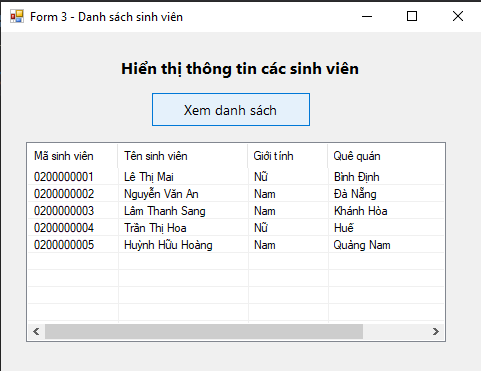 Form 3 - Danh sách sinh viên
Hiển thị thông tin các sinh viên
Xem danh sách
Mã sinh viên Tên sinh viên Giới tính Quê quán
0200000001 Lê Thị Mai Nữ Bình Định
0200000002 Nguyễn Văn An Nam Đà Nẵng
0200000003 Lâm Thanh Sang Nam Khánh Hòa
0200000004 Trần Thị Hoa Nữ Huế
0200000005 Huỳnh Hữu Hoàng Nam Quảng Nam